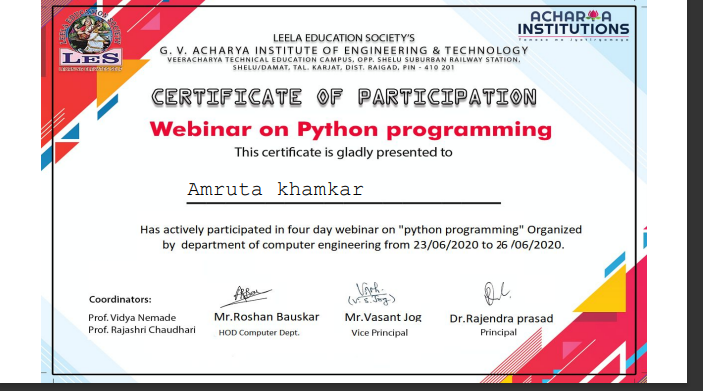 LEELA EDUCATION SOCIETY'S
G. V. ACHARYA INSTITUTE OF ENGINEERING & TECHNOLOGY
VEERACHARYA TECHNICAL EDUCATION CAMPUS, OPP. SHELU SUBURBAN RAILWAY STATION,
SHELU/DAMAT, TAL. KARJAT, DIST. RAIGAD, PIN - 410 201
LES
ACHARYA
INSTITUTIONS
CERTIFICATE OF PARTICIPATION
Webinar on Python programming
This certificate is gladly presented to
Amruta khamkar
Has actively participated in four day webinar on "python programming" Organized
by department of computer engineering from 23/06/2020 to 26 /06/2020.
Coordinators:
Prof. Vidya Nemade
Prof. Rajashri Chaudhari
Mr.Roshan Bauskar
HOD Computer Dept.
(V. S. Jog)
Mr.Vasant Jog
Vice Principal
Dr.Rajendra prasad
Principal